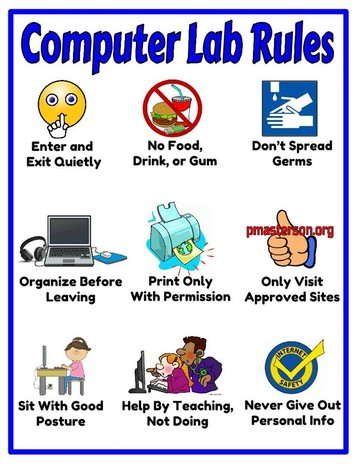 Computer Lab Rules
Enter and
Exit Quietly
No Food,
Drink, or Gum
Don't Spread
Germs
Organize Before
Leaving
Print Only
With Permission
pmasterson.org
Only Visit
Approved Sites
Sit With Good
Posture
Help By Teaching,
Not Doing
INTERNET
SAFETY
Never Give Out
Personal Info